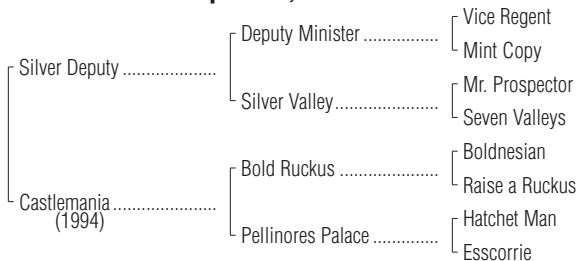 Vice Regent
Deputy Minister ................
Mint Copy
Silver Deputy ....................
Mr. Prospector
Silver Valley......................
Seven Valleys
Boldnesian
Bold Ruckus .....................
Raise a Ruckus
Castlemania......................
(1994)
Hatchet Man
Pellinores Palace..............
Esscorrie